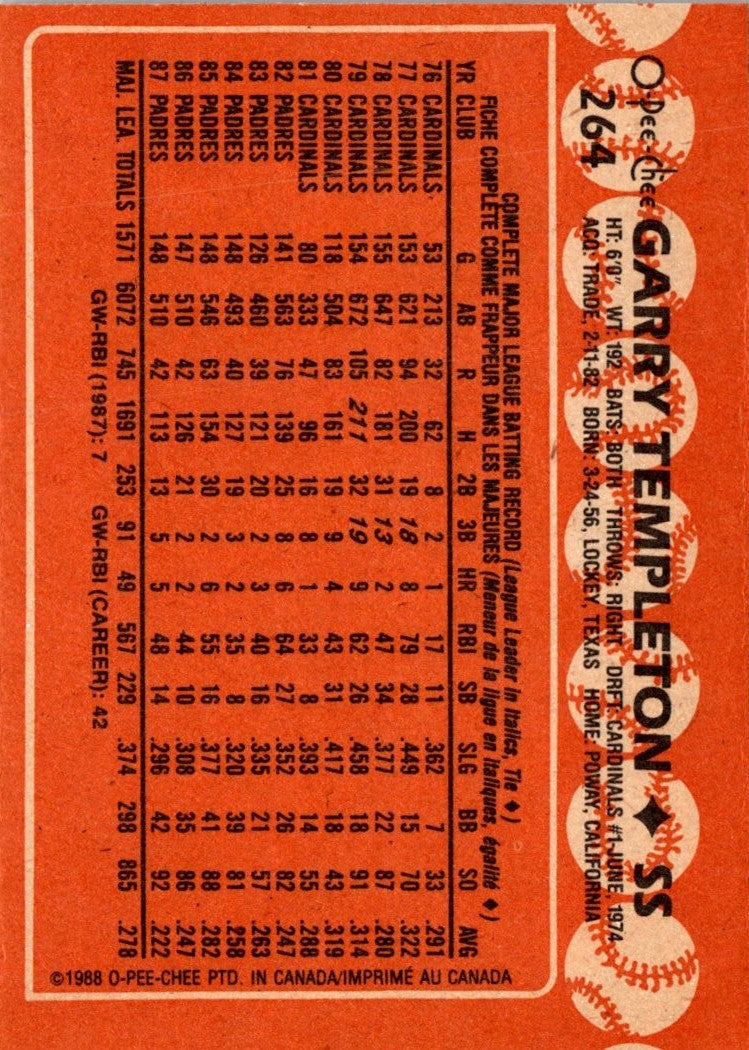 O-Pee-Chee
264
GARRY TEMPLETON ♦ SS
HT: 6'0" WT: 192 BATS: BOTH THROWS: RIGHT DRFT: CARDINALS #1-JUNE, 1974
ACQ: TRADE, 2-11-82 BORN: 3-24-56, LOCKEY, TEXAS HOME: POWAY, CALIFORNIA
COMPLETE MAJOR LEAGUE BATTING RECORD (League Leader in Italics, Tie ♦)
FICHE COMPLÈTE COMME FRAPPEUR DANS LES MAJEURES (Meneur de la ligue en italiques, égalité ♦)
YR CLUB G AB R H 2B 3B HR RBI SB SLG BB SO AVG
76 CARDINALS 53 213 32 62 8 2 1 17 11 .362 7 33 .291
77 CARDINALS 153 621 94 200 19 18 8 79 28 .449 15 70 .322
78 CARDINALS 155 647 82 181 31 13 2 47 34 .377 22 87 .280
79 CARDINALS 154 672 105 211 32 19 9 62 26 .458 18 91 .314
80 CARDINALS 118 504 83 161 19 9 4 43 31 .417 18 43 .319
81 CARDINALS 80 333 47 96 16 8 1 33 8 .393 14 55 .288
82 PADRES 141 563 76 139 25 8 6 64 27 .352 26 82 .247
83 PADRES 126 460 39 121 20 2 3 40 16 .335 21 57 .263
84 PADRES 148 493 40 127 19 3 2 35 8 .320 39 81 .258
85 PADRES 148 546 63 154 30 2 6 55 16 .377 41 88 .282
86 PADRES 147 510 42 126 21 2 2 44 10 .308 35 86 .247
87 PADRES 148 510 42 113 13 5 5 48 14 .296 42 92 .222
MAJ. LEA. TOTALS 1571 6072 745 1691 253 91 49 567 229 .374 298 865 .278
GW-RBI (1987): 7 GW-RBI (CAREER): 42
©1988 O-PEE-CHEE PTD. IN CANADA/IMPRIMÉ AU CANADA